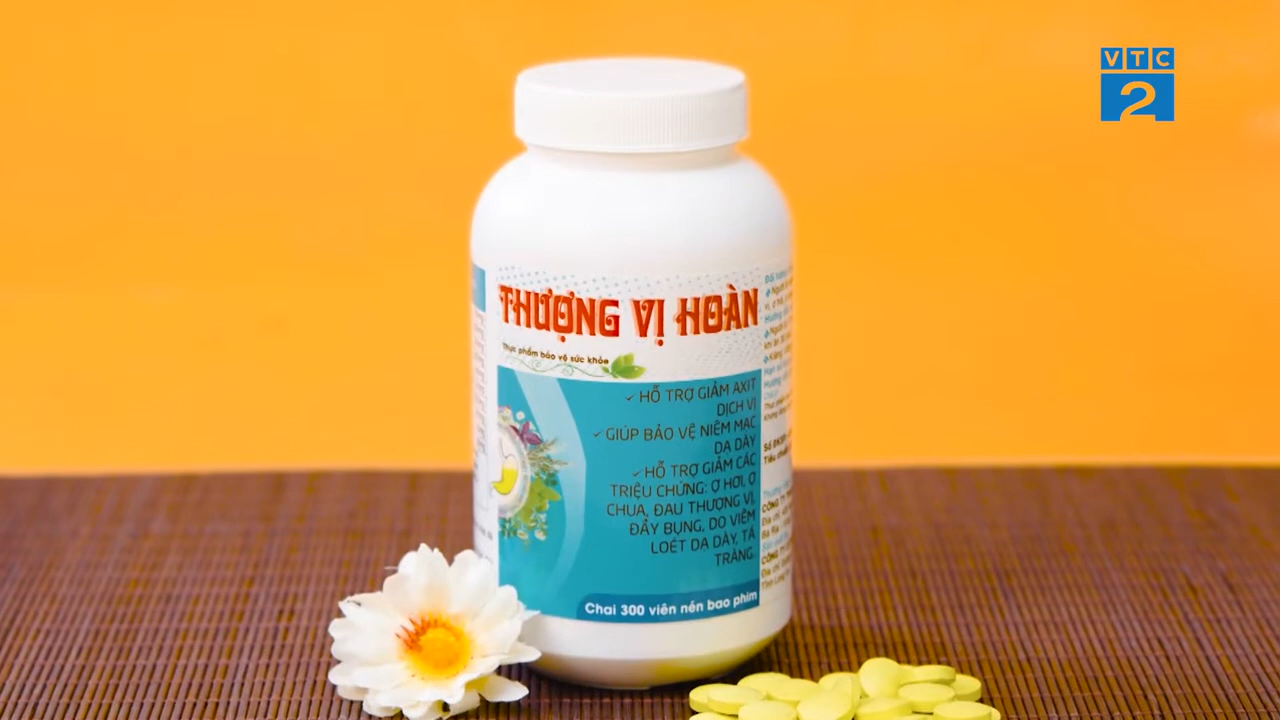 VTC
2
THƯỢNG VỊ HOÀN
Thực phẩm bảo vệ sức khỏe
✓ HỖ TRỢ GIẢM AXIT
DỊCH VỊ
✓ GIÚP BẢO VỆ NIÊM MẠC
DẠ DÀY
✓ HỖ TRỢ GIẢM CÁC
TRIỆU CHỨNG: Ợ HƠI, Ợ
CHUA, ĐAU THƯỢNG VỊ,
ĐẦY BỤNG, DO VIÊM
LOÉT DẠ DÀY, TÁ
TRÀNG.
Chai 300 viên nén bao phim